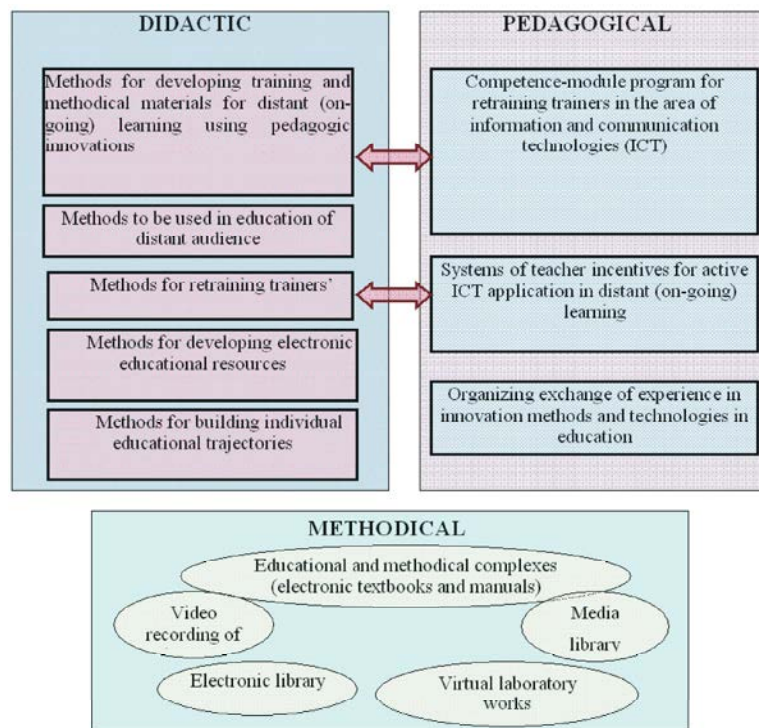 DIDACTIC
Methods for developing training and
methodical materials for distant (on-
going) learning using pedagogic
innovations
Methods to be used in education of
distant audience
Methods for retraining trainers’
Methods for developing electronic
educational resources
Methods for building individual
educational trajectories
PEDAGOGICAL
Competence-module program for
retraining trainers in the area of
information and communication
technologies (ICT)
Systems of teacher incentives for active
ICT application in distant (on-going)
learning
Organizing exchange of experience in
innovation methods and technologies in
education
METHODICAL
Educational and methodical complexes
(electronic textbooks and manuals)
Video
recording of
Media
library
Electronic library
Virtual laboratory
works